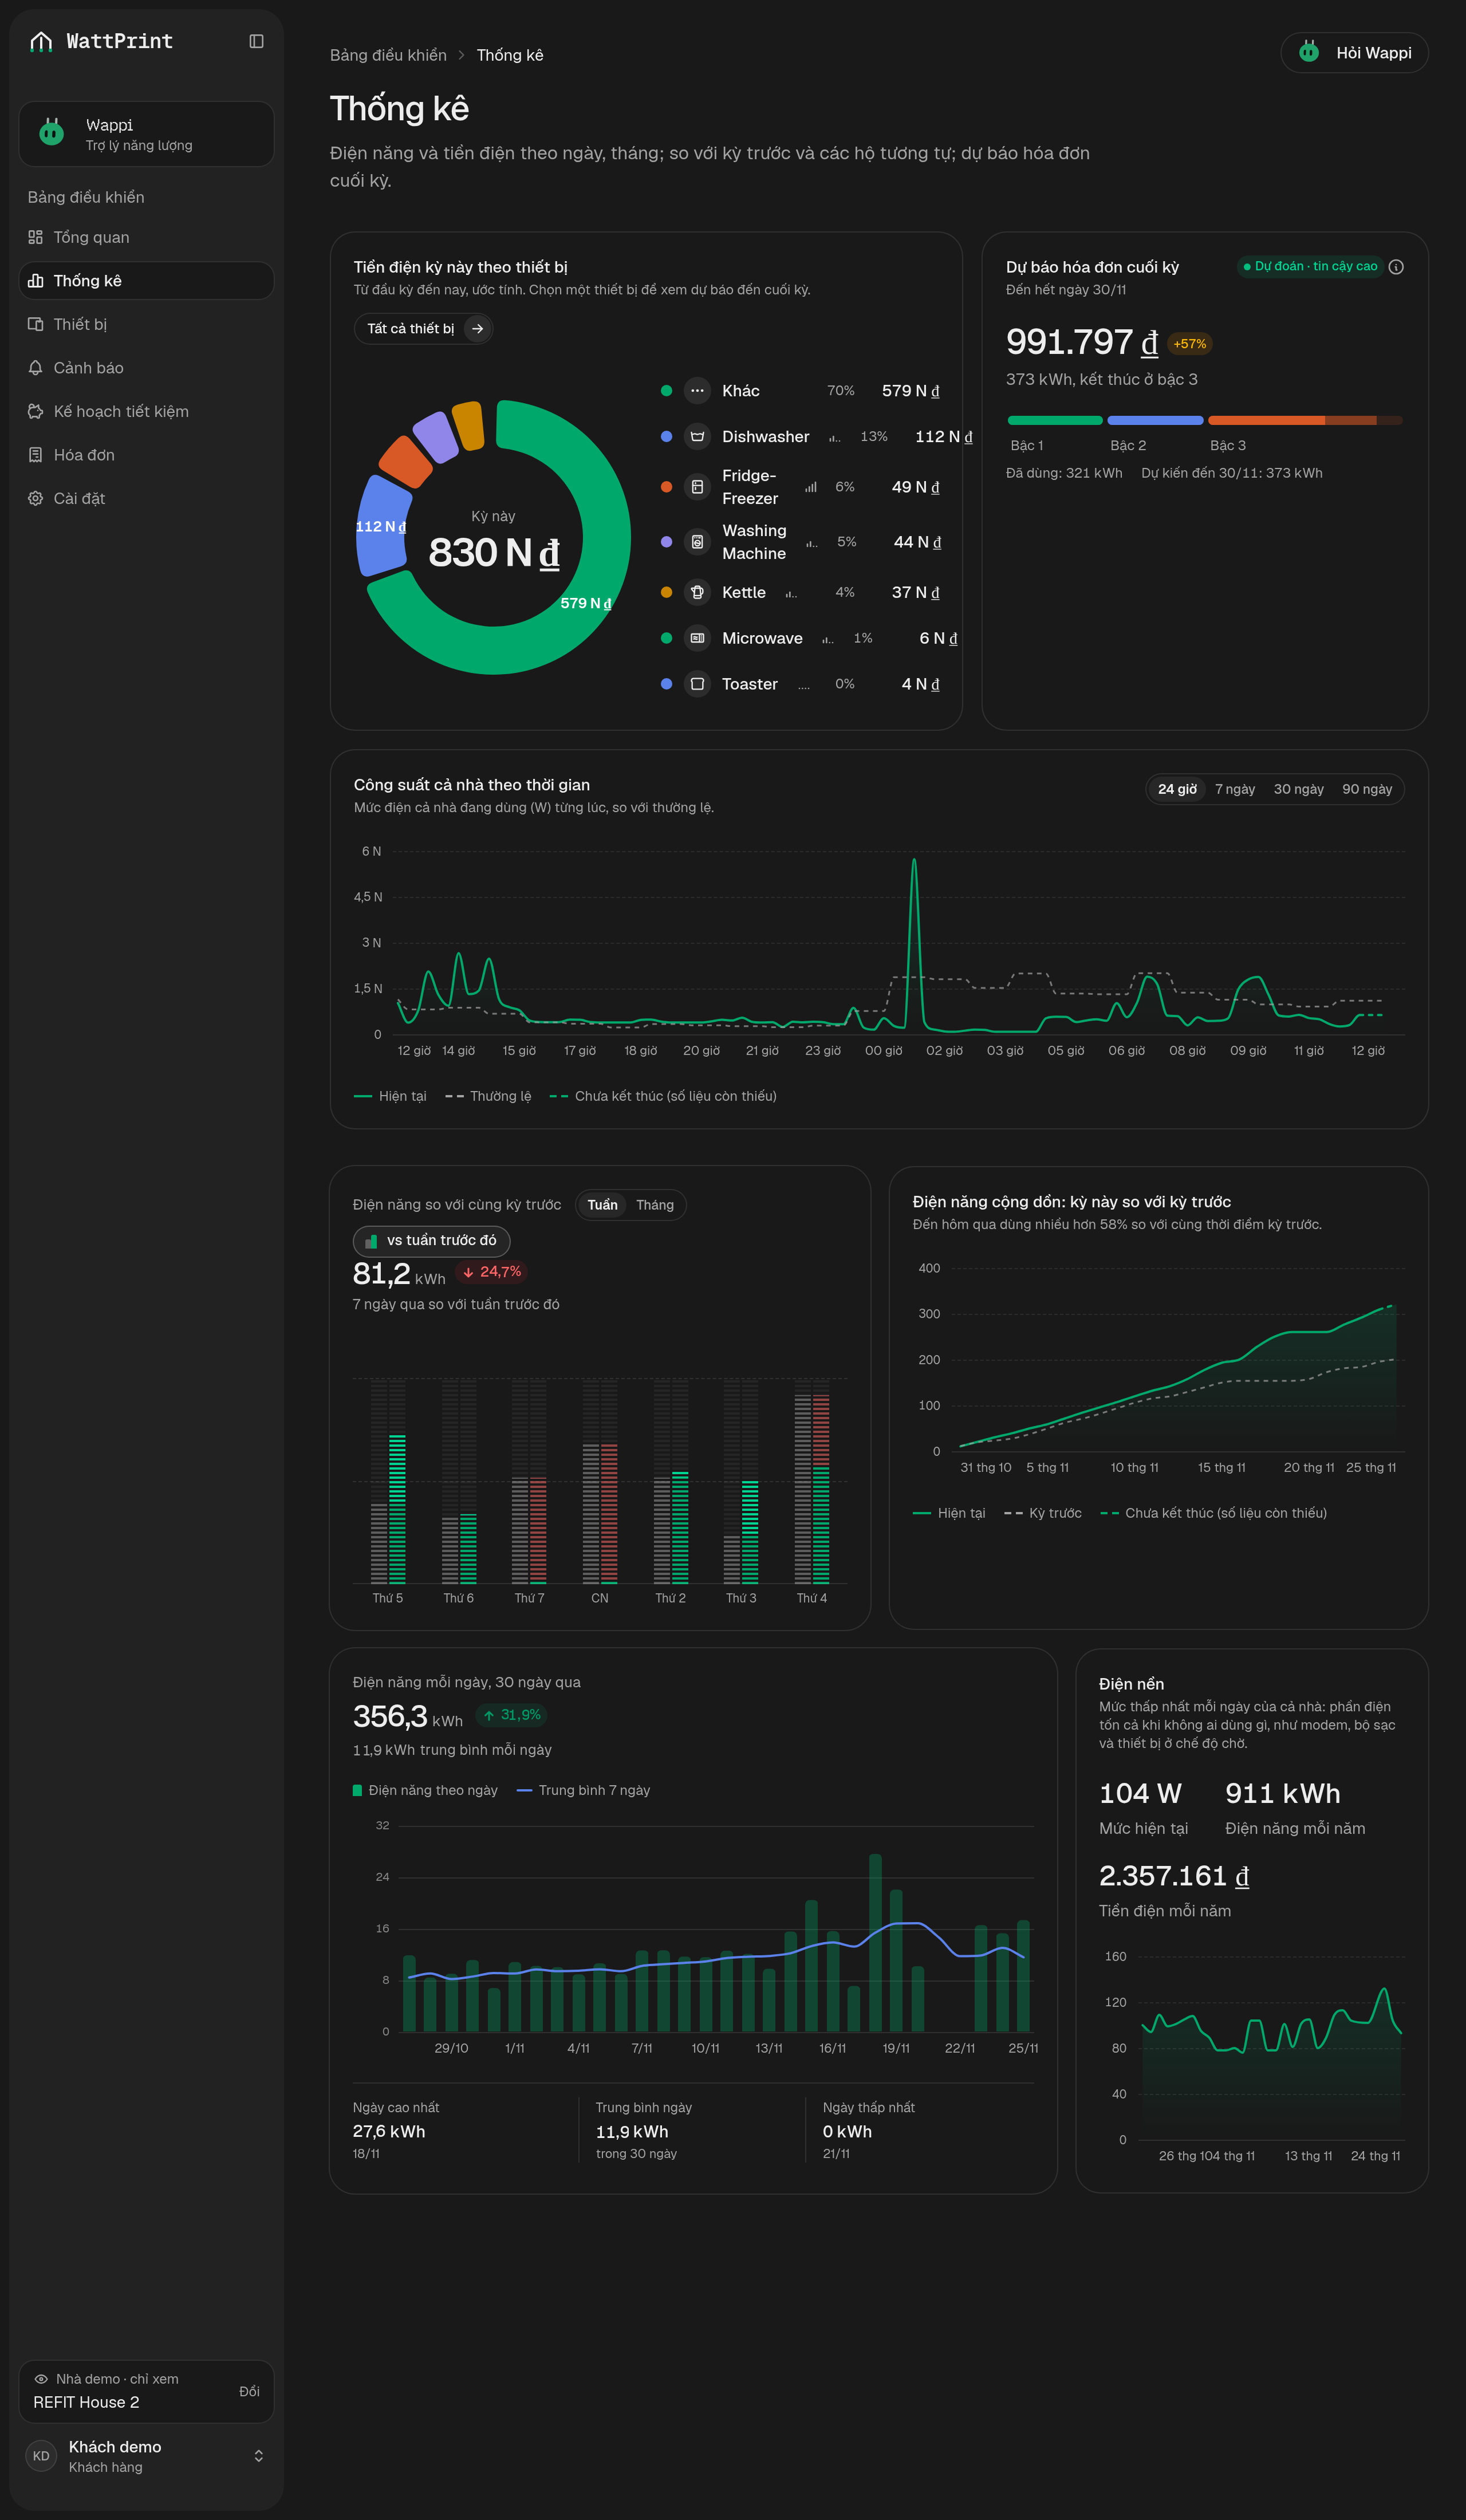 WattPrint
Wappi
Trợ lý năng lượng
Bảng điều khiển
Tổng quan
Thống kê
Thiết bị
Cảnh báo
Kế hoạch tiết kiệm
Hóa đơn
Cài đặt
Nhà demo · chỉ xem
REFIT House 2
Đổi
KD
Khách demo
Khách hàng
Bảng điều khiển > Thống kê
Hỏi Wappi
Thống kê
Điện năng và tiền điện theo ngày, tháng; so với kỳ trước và các hộ tương tự; dự báo hóa đơn
cuối kỳ.
Tiền điện kỳ này theo thiết bị
Từ đầu kỳ đến nay, ước tính. Chọn một thiết bị để xem dự báo đến cuối kỳ.
Tất cả thiết bị
112 N ₫
Kỳ này
830 N ₫
579 N ₫
Khác 70% 579 N ₫
Dishwasher 13% 112 N ₫
Fridge-
Freezer 6% 49 N ₫
Washing
Machine 5% 44 N ₫
Kettle 4% 37 N ₫
Microwave 1% 6 N ₫
Toaster 0% 4 N ₫
Dự báo hóa đơn cuối kỳ
Dự đoán · tin cậy cao
Đến hết ngày 30/11
991.797 ₫ +57%
373 kWh, kết thúc ở bậc 3
Bậc 1 Bậc 2 Bậc 3
Đã dùng: 321 kWh Dự kiến đến 30/11: 373 kWh
Công suất cả nhà theo thời gian
Mức điện cả nhà đang dùng (W) từng lúc, so với thường lệ.
24 giờ 7 ngày 30 ngày 90 ngày
6 N
4,5 N
3 N
1,5 N
0
12 giờ 14 giờ 15 giờ 17 giờ 18 giờ 20 giờ 21 giờ 23 giờ 00 giờ 02 giờ 03 giờ 05 giờ 06 giờ 08 giờ 09 giờ 11 giờ 12 giờ
Hiện tại Thường lệ Chưa kết thúc (số liệu còn thiếu)
Điện năng so với cùng kỳ trước Tuần Tháng
vs tuần trước đó
81,2 kWh 24,7%
7 ngày qua so với tuần trước đó
Thứ 5 Thứ 6 Thứ 7 CN Thứ 2 Thứ 3 Thứ 4
Điện năng cộng dồn: kỳ này so với kỳ trước
Đến hôm qua dùng nhiều hơn 58% so với cùng thời điểm kỳ trước.
400
300
200
100
0
31 thg 10 5 thg 11 10 thg 11 15 thg 11 20 thg 11 25 thg 11
Hiện tại Kỳ trước Chưa kết thúc (số liệu còn thiếu)
Điện năng mỗi ngày, 30 ngày qua
356,3 kWh 31,9%
11,9 kWh trung bình mỗi ngày
Điện năng theo ngày Trung bình 7 ngày
32
24
16
8
0
29/10 1/11 4/11 7/11 10/11 13/11 16/11 19/11 22/11 25/11
Ngày cao nhất
27,6 kWh
18/11
Trung bình ngày
11,9 kWh
trong 30 ngày
Ngày thấp nhất
0 kWh
21/11
Điện nền
Mức thấp nhất mỗi ngày của cả nhà: phần điện
tốn cả khi không ai dùng gì, như modem, bộ sạc
và thiết bị ở chế độ chờ.
104 W 911 kWh
Mức hiện tại Điện năng mỗi năm
2.357.161 ₫
Tiền điện mỗi năm
160
120
80
40
0
26 thg 10 4 thg 11 13 thg 11 24 thg 11